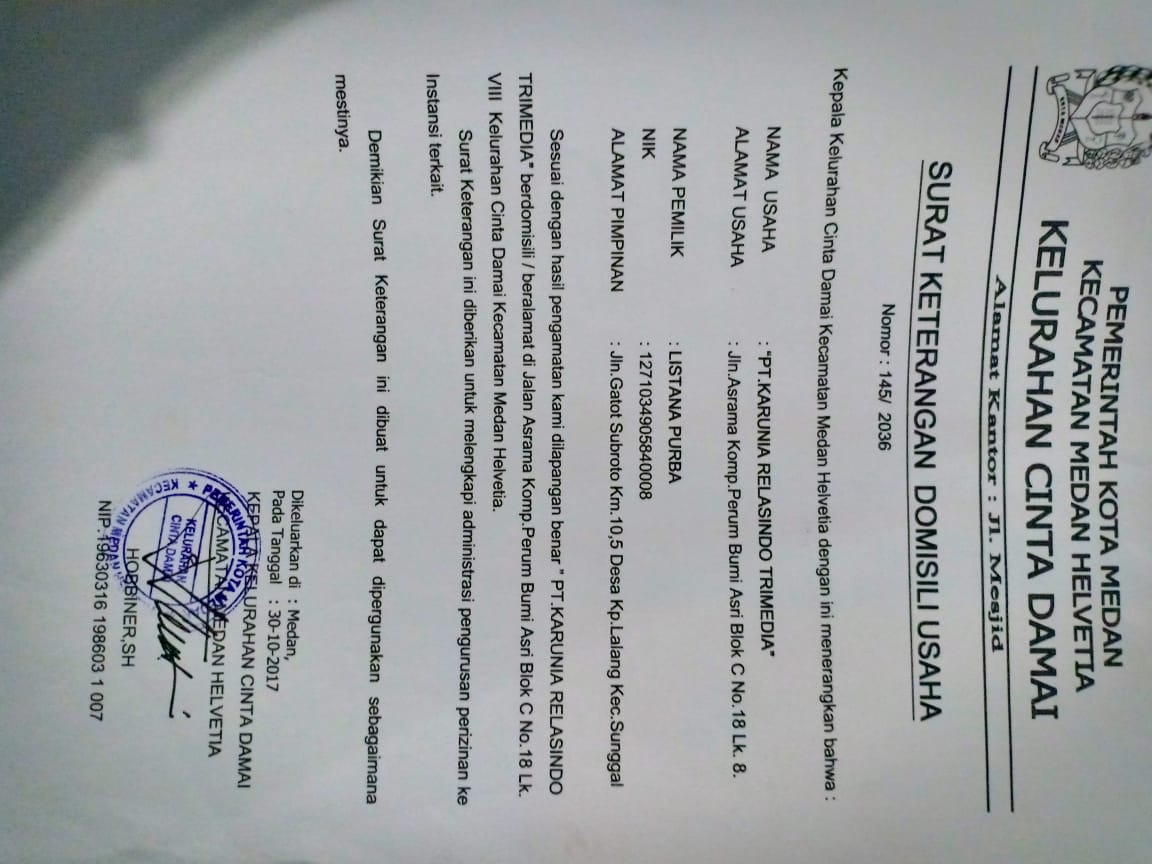 KOTA MEDAN
PEMERINTAH KOTA MEDAN
KECAMATAN MEDAN HELVETIA
KELURAHAN CINTA DAMAI
Alamat Kantor : Jl. Mesjid
SURAT KETERANGAN DOMISILI USAHA
Nomor : 145/ 2036
Kepala Kelurahan Cinta Damai Kecamatan Medan Helvetia dengan ini menerangkan bahwa :
NAMA USAHA : "PT.KARUNIA RELASINDO TRIMEDIA"
ALAMAT USAHA : Jln.Asrama Komp.Perum Bumi Asri Blok C No.18 Lk. 8.
NAMA PEMILIK : LISTANA PURBA
NIK : 1271034905840008
ALAMAT PIMPINAN : Jln.Gatot Subroto Km.10,5 Desa Kp.Lalang Kec.Sunggal
Sesuai dengan hasil pengamatan kami dilapangan benar " PT.KARUNIA RELASINDO
TRIMEDIA" berdomisili / beralamat di Jalan Asrama Komp.Perum Bumi Asri Blok C No.18 Lk.
VIII Kelurahan Cinta Damai Kecamatan Medan Helvetia.
Surat Keterangan ini diberikan untuk melengkapi administrasi pengurusan perizinan ke
Instansi terkait.
Demikian Surat Keterangan ini dibuat untuk dapat dipergunakan sebagaimana
mestinya.
Dikeluarkan di : Medan,
Pada Tanggal : 30-10-2017
KEPALA KELURAHAN CINTA DAMAI
KECAMATAN MEDAN HELVETIA
PEMERINTAH KOTA
KELURAHAN
CINTA DAMAI
KECAMATAN MEDAN
HOBBINER,SH
NIP.19630316 198603 1 007